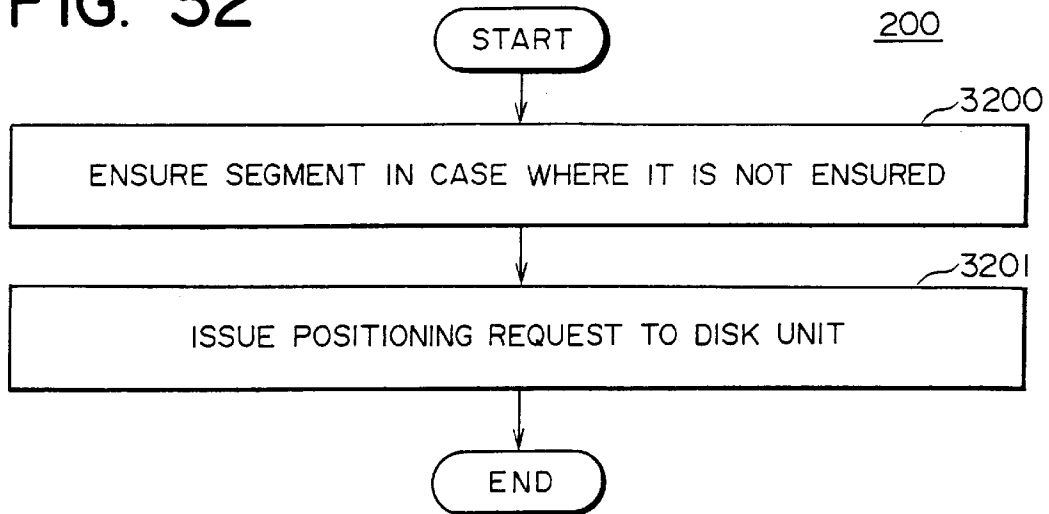 FIG. 32
START
200
3200
ENSURE SEGMENT IN CASE WHERE IT IS NOT ENSURED
3201
ISSUE POSITIONING REQUEST TO DISK UNIT
END